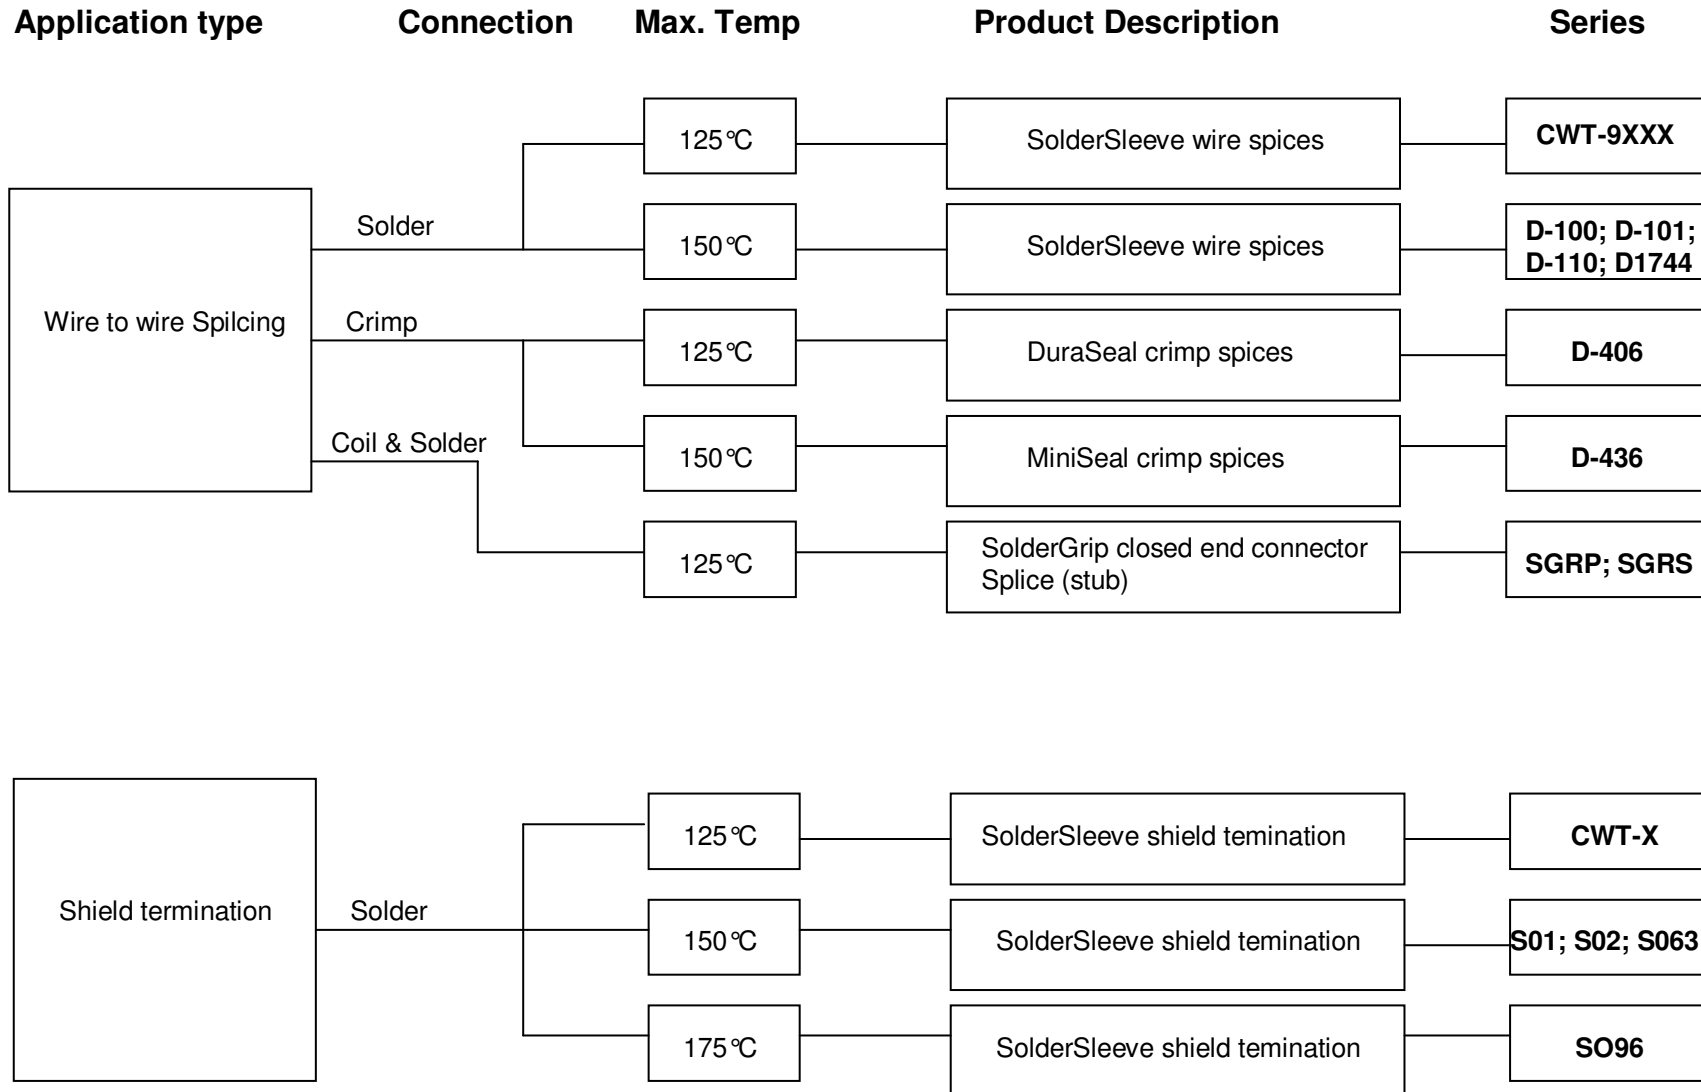 Application type Connection Max. Temp Product Description Series
125°C SolderSleeve wire spices CWT-9XXX
Solder
150°C SolderSleeve wire spices D-100; D-101;
D-110; D1744
Wire to wire Spilcing Crimp
125°C DuraSeal crimp spices D-406
Coil & Solder
150°C MiniSeal crimp spices D-436
SolderGrip closed end connector
125°C Splice (stub) SGRP; SGRS
125°C SolderSleeve shield temination CWT-X
Shield termination Solder
150°C SolderSleeve shield temination S01; S02; S063
175°C SolderSleeve shield temination SO96